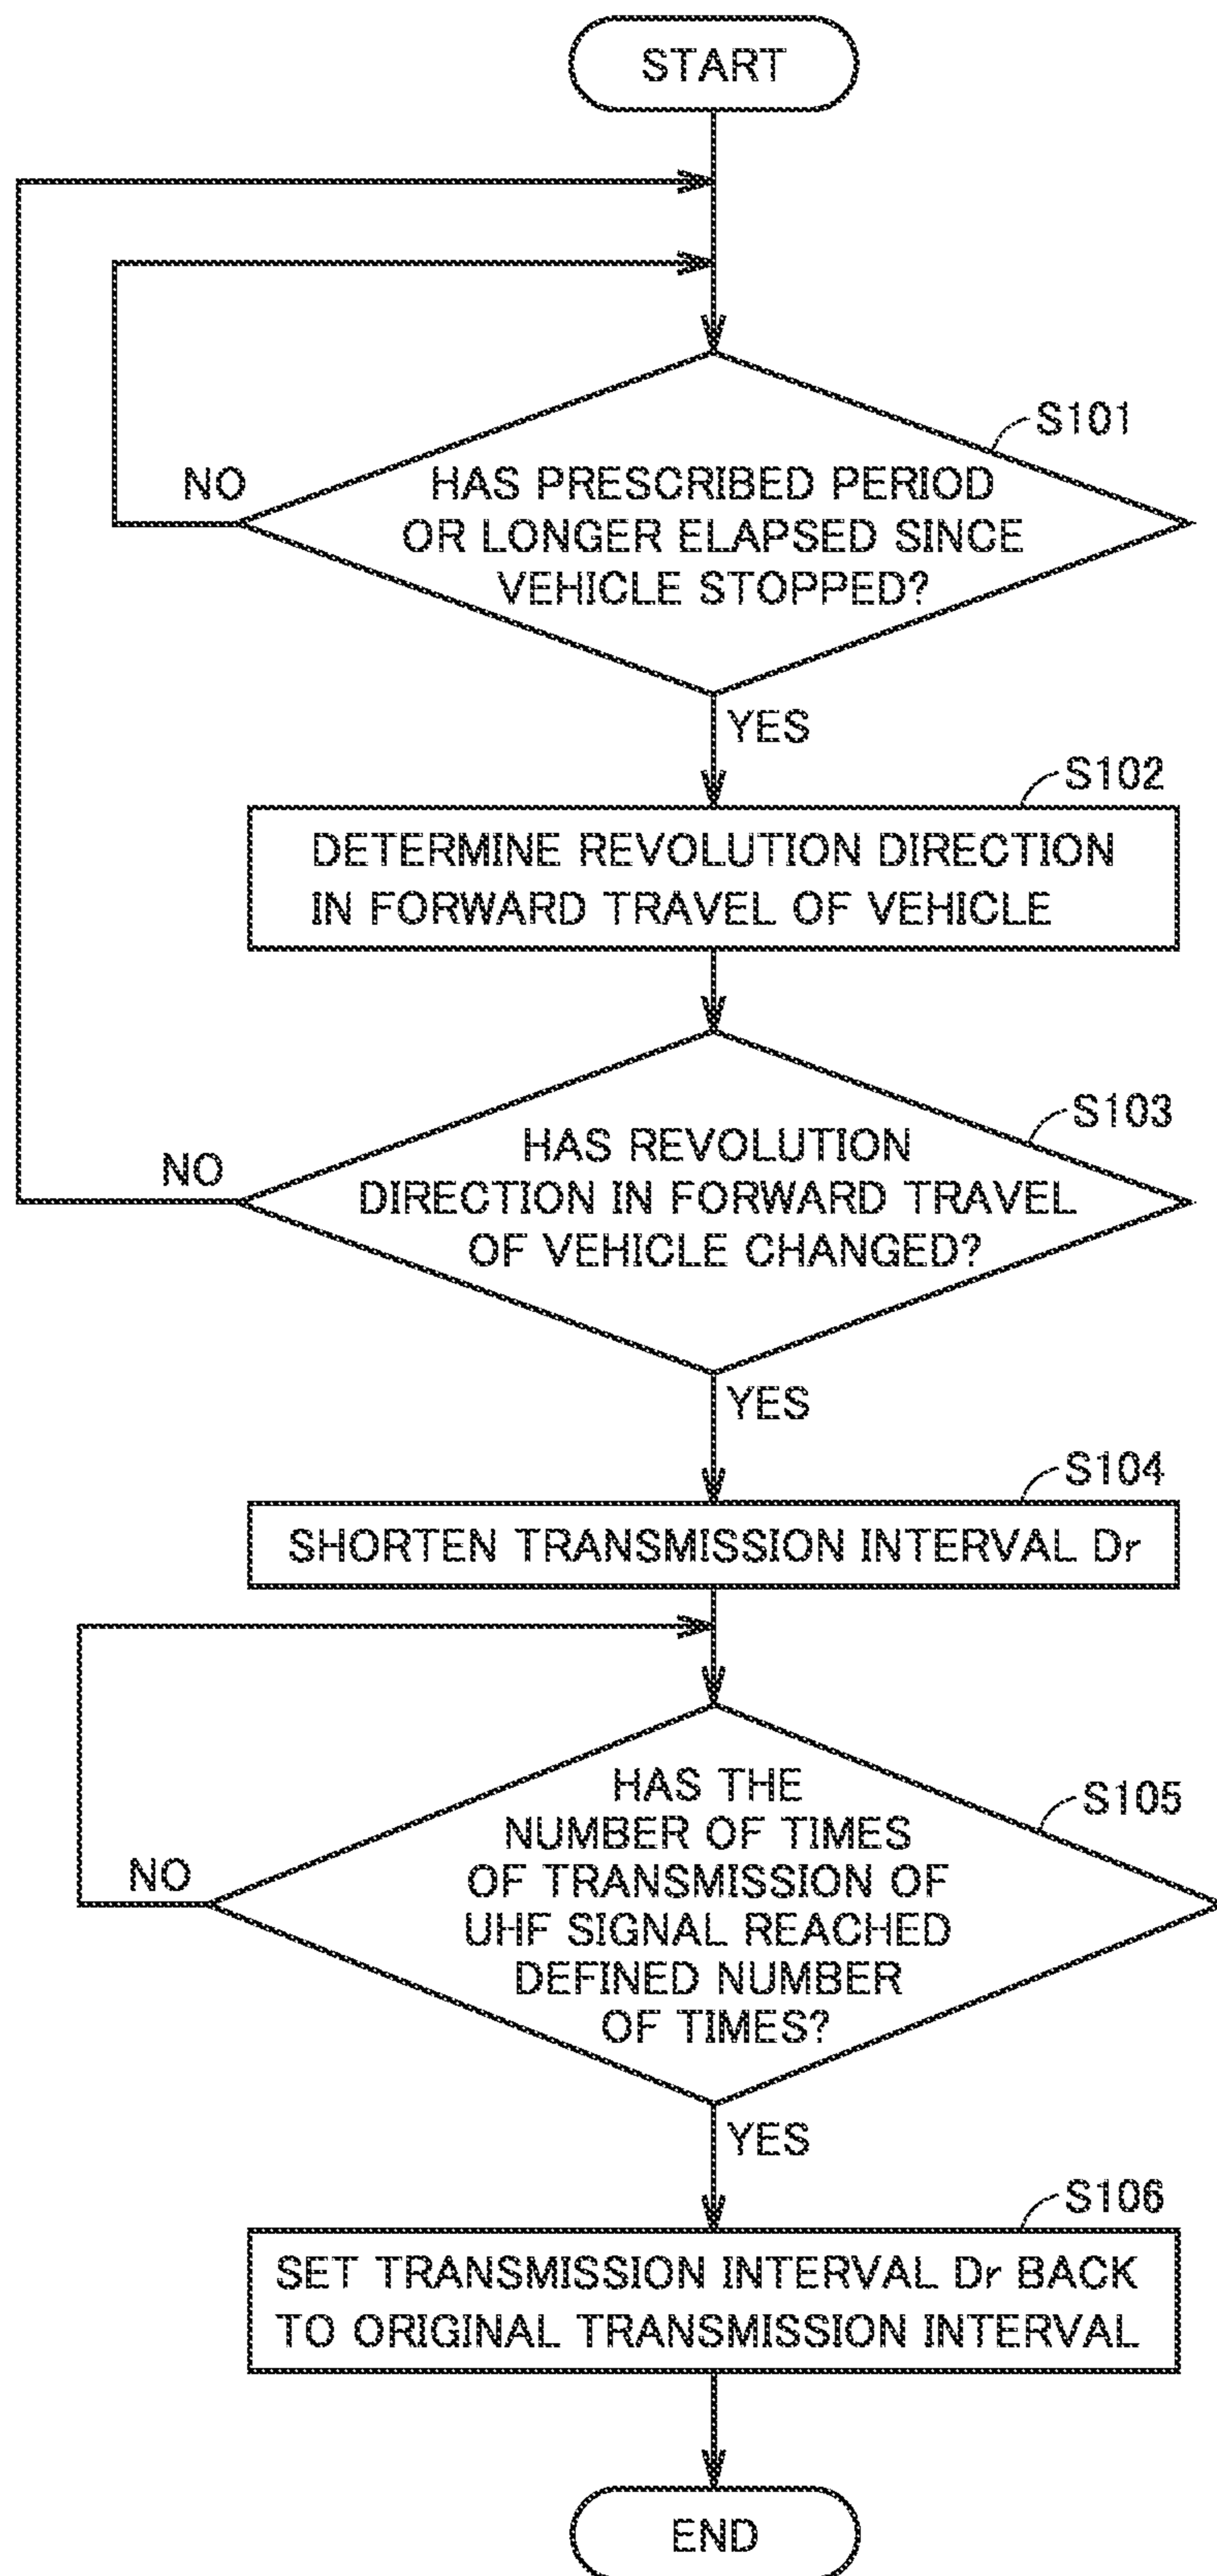 START
S101
NO
HAS PRESCRIBED PERIOD
OR LONGER ELAPSED SINCE
VEHICLE STOPPED?
YES
S102
DETERMINE REVOLUTION DIRECTION
IN FORWARD TRAVEL OF VEHICLE
S103
NO
HAS REVOLUTION
DIRECTION IN FORWARD TRAVEL
OF VEHICLE CHANGED?
YES
S104
SHORTEN TRANSMISSION INTERVAL Dr
S105
NO
HAS THE
NUMBER OF TIMES
OF TRANSMISSION OF
UHF SIGNAL REACHED
DEFINED NUMBER
OF TIMES?
YES
S106
SET TRANSMISSION INTERVAL Dr BACK
TO ORIGINAL TRANSMISSION INTERVAL
END